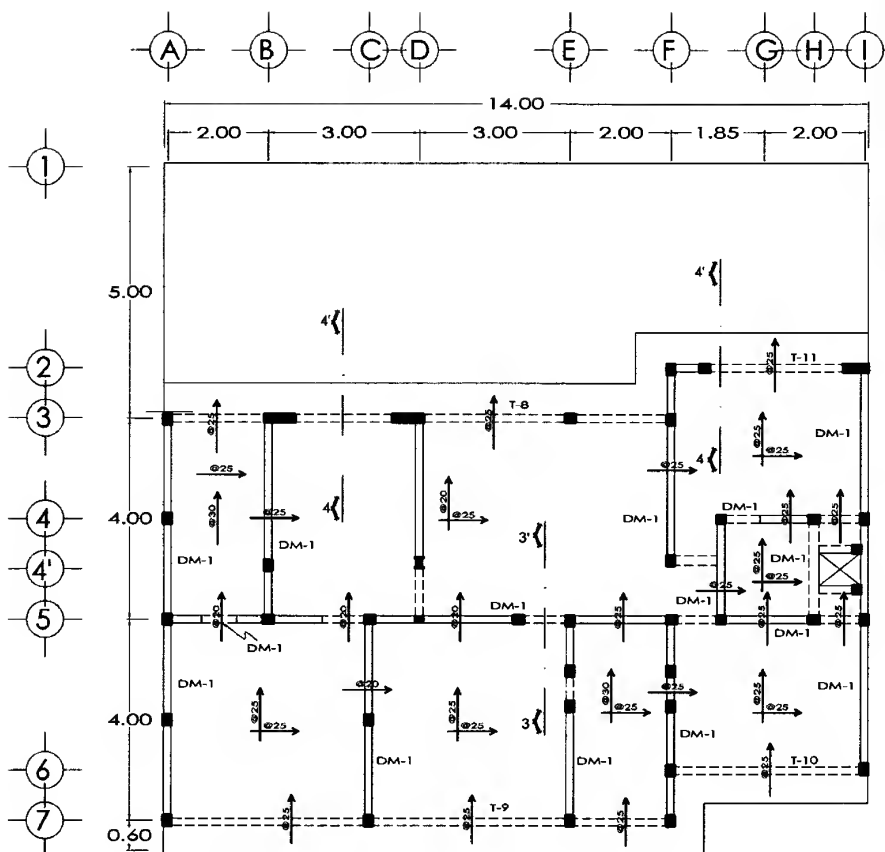 A B C D E F G H I
14.00
2.00 3.00 3.00 2.00 1.85 2.00
1
4'
5.00
4'
2
T-11
@25
T-8
3
@25 @25
@25 DM-1
@25 @25
4 @25 4
@30 @25 @20 @25 DM-1 @25 @25
4 4.00 DM-1
3'
4' DM-1 DM-1 @25 @25 DM-1
@25
5 @20 @20 @20 DM-1 @25 DM-1 @25 @25
DM-1 DM-1
DM-1 @20 @25 DM-1
@25 @25 @25 @25 @30 @25 @25 @25
4.00 3
DM-1 DM-1 DM-1 T-10
6 @25
T-9
7 @25 @25 @25
0.60